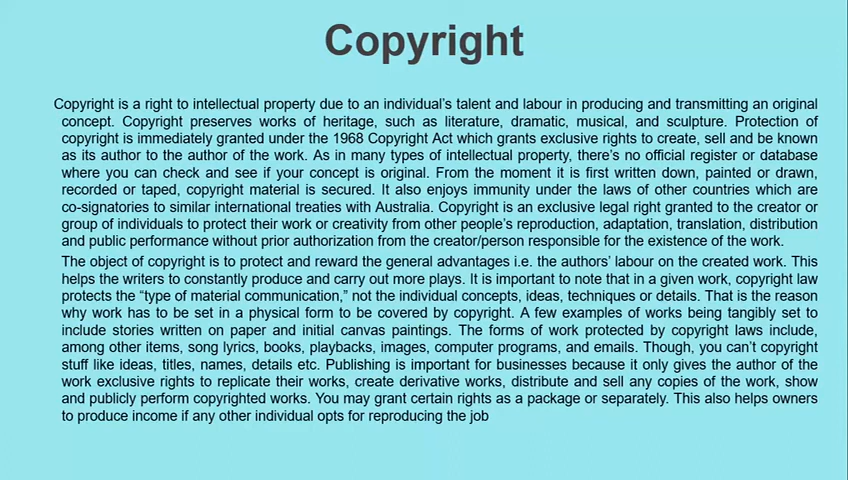 Copyright
Copyright is a right to intellectual property due to an individual's talent and labour in producing and transmitting an original
concept. Copyright preserves works of heritage, such as literature, dramatic, musical, and sculpture. Protection of
copyright is immediately granted under the 1968 Copyright Act which grants exclusive rights to create, sell and be known
as its author to the author of the work. As in many types of intellectual property, there's no official register or database
where you can check and see if your concept is original. From the moment it is first written down, painted or drawn,
recorded or taped, copyright material is secured. It also enjoys immunity under the laws of other countries which are
co-signatories to similar international treaties with Australia. Copyright is an exclusive legal right granted to the creator or
group of individuals to protect their work or creativity from other people's reproduction, adaptation, translation, distribution
and public performance without prior authorization from the creator/person responsible for the existence of the work.
The object of copyright is to protect and reward the general advantages i.e. the authors' labour on the created work. This
helps the writers to constantly produce and carry out more plays. It is important to note that in a given work, copyright law
protects the “type of material communication,” not the individual concepts, ideas, techniques or details. That is the reason
why work has to be set in a physical form to be covered by copyright. A few examples of works being tangibly set to
include stories written on paper and initial canvas paintings. The forms of work protected by copyright laws include,
among other items, song lyrics, books, playbacks, images, computer programs, and emails. Though, you can't copyright
stuff like ideas, titles, names, details etc. Publishing is important for businesses because it only gives the author of the
work exclusive rights to replicate their works, create derivative works, distribute and sell any copies of the work, show
and publicly perform copyrighted works. You may grant certain rights as a package or separately. This also helps owners
to produce income if any other individual opts for reproducing the job